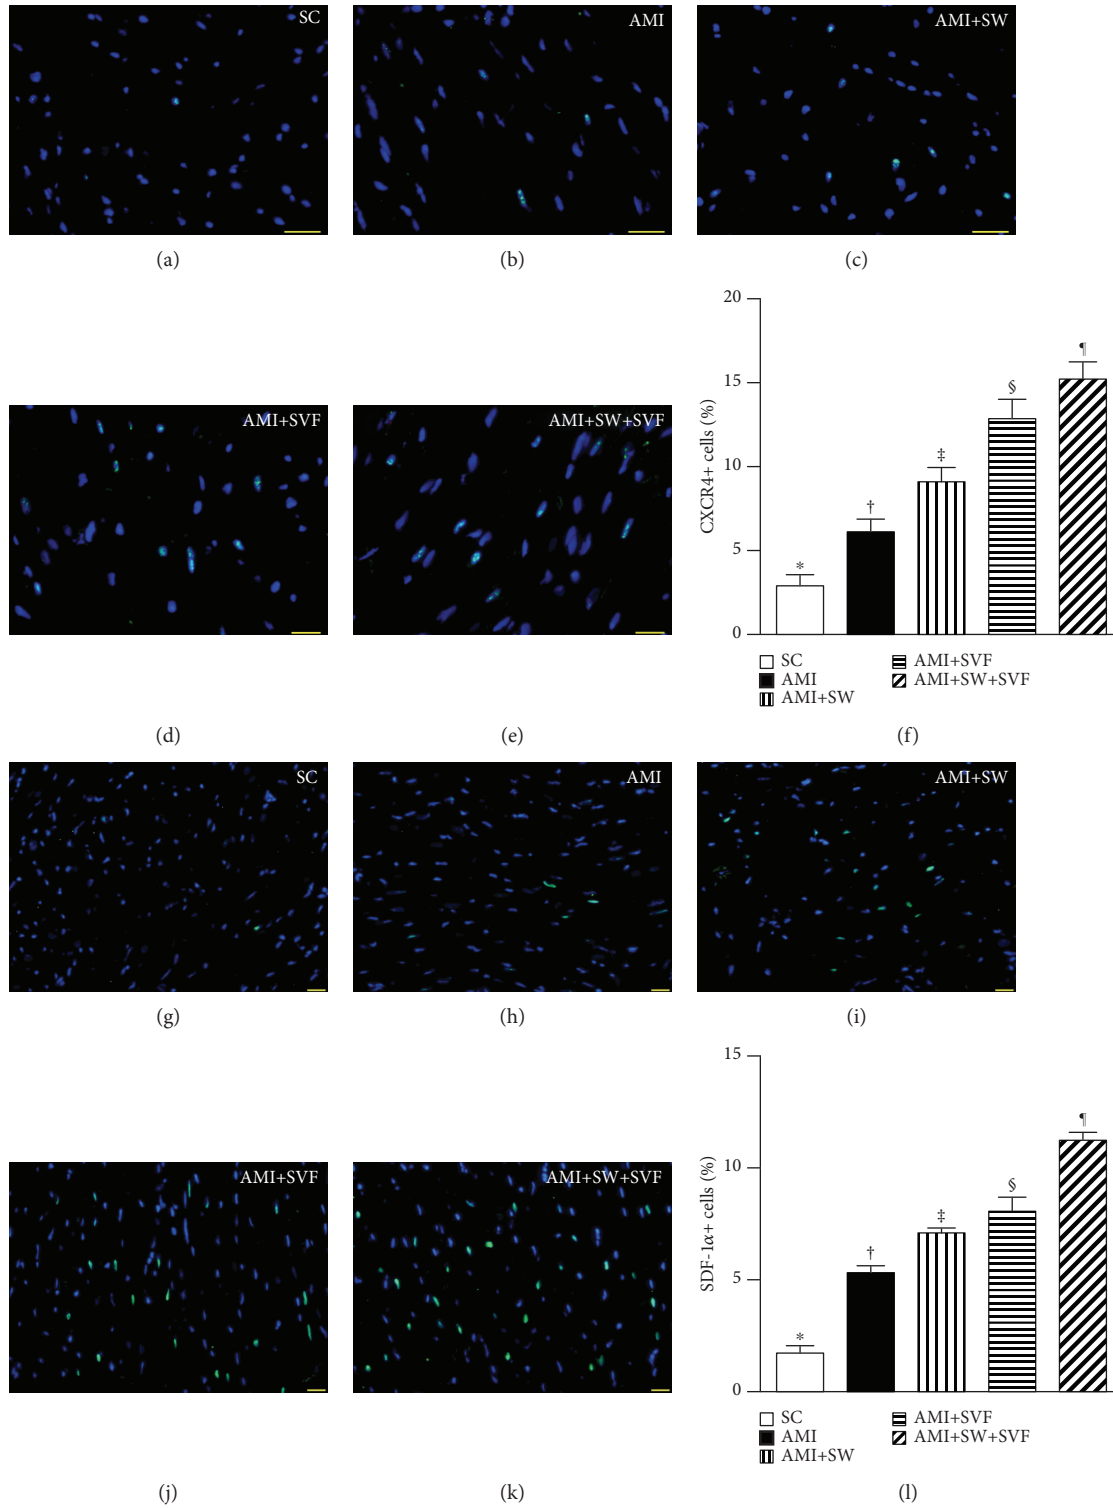 SC
AMI
AMI+SW
(a)
(b)
(c)
AMI+SVF
AMI+SW+SVF
20
15
10
5
0
CXCR4+ cells (%)
*
†
‡
§
¶
SC
AMI
AMI+SW
AMI+SVF
AMI+SW+SVF
(d)
(e)
(f)
SC
AMI
AMI+SW
(g)
(h)
(i)
AMI+SVF
AMI+SW+SVF
15
10
5
0
SDF-1α+ cells (%)
*
†
‡
§
¶
SC
AMI
AMI+SW
AMI+SVF
AMI+SW+SVF
(j)
(k)
(l)